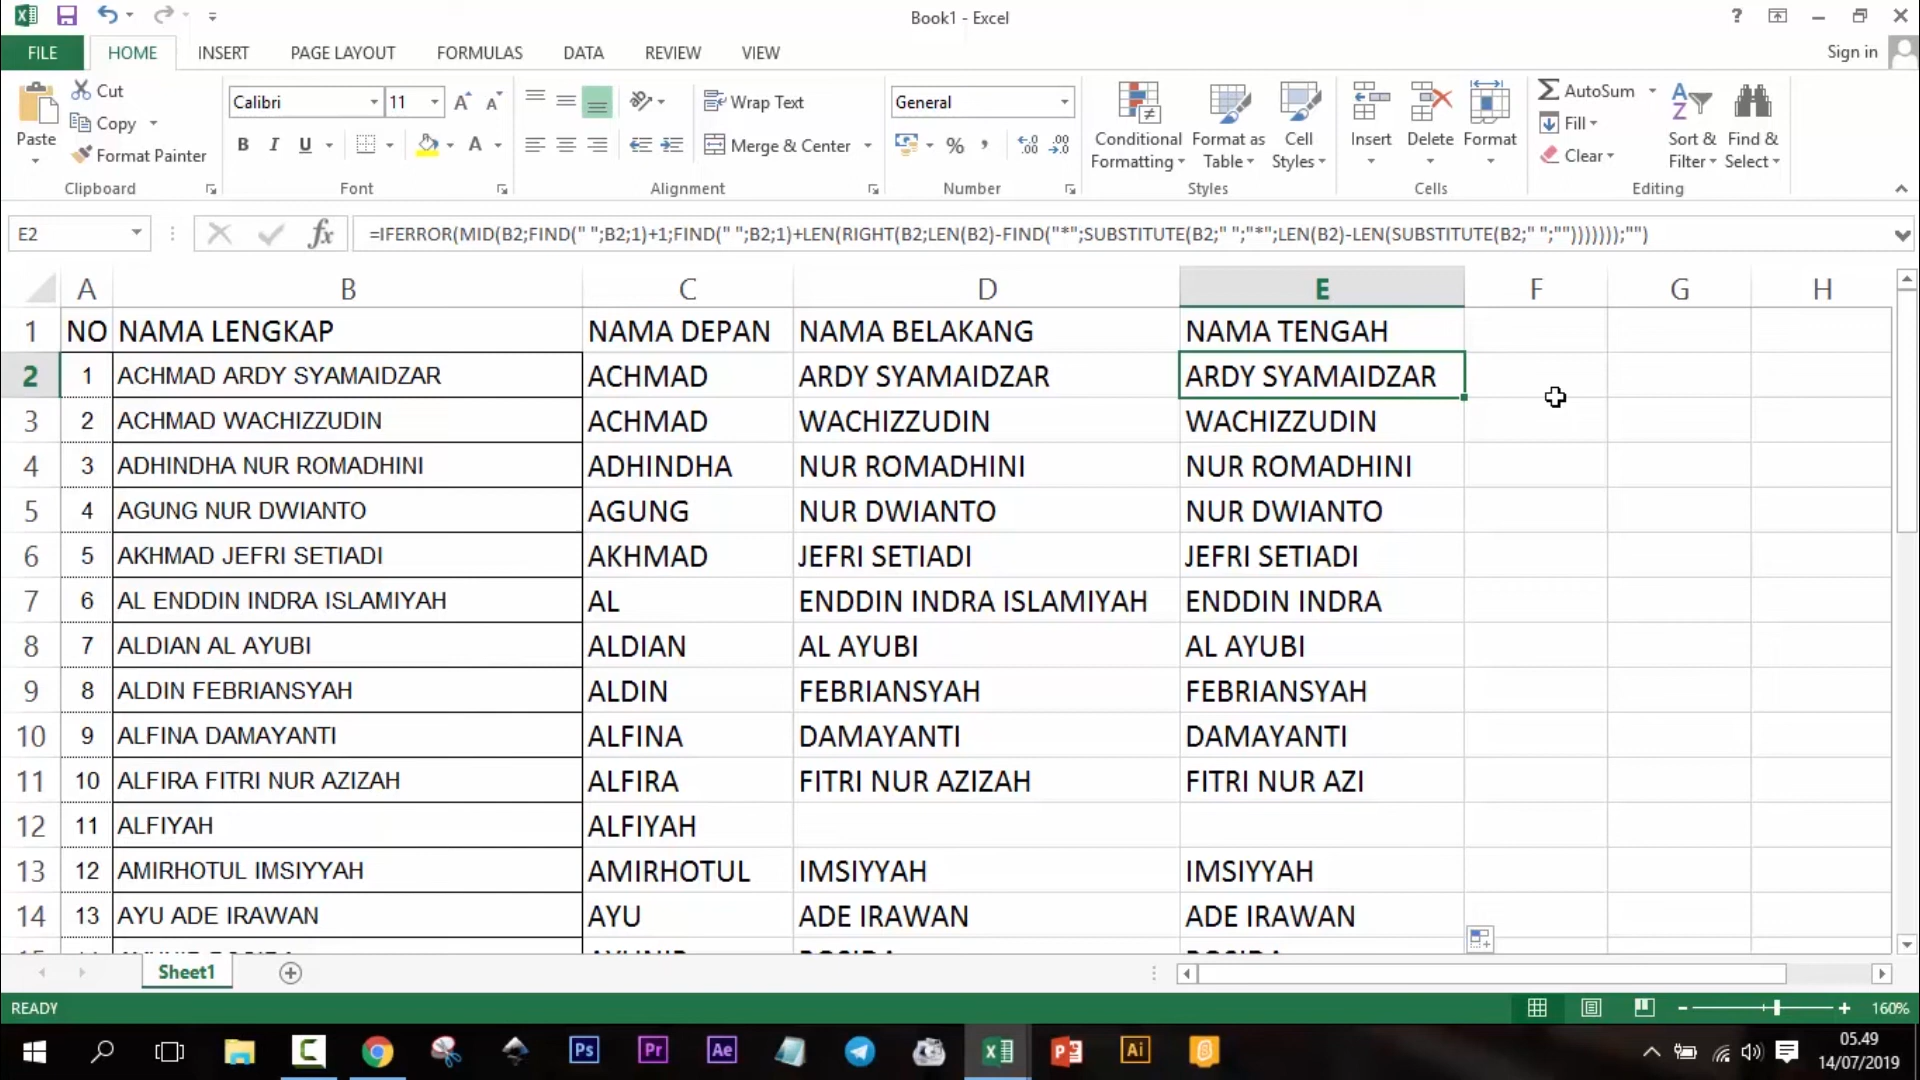 Book1 - Excel
FILE HOME INSERT PAGE LAYOUT FORMULAS DATA REVIEW VIEW Sign in
Paste Cut Copy Format Painter
Calibri 11
B I U A
Wrap Text
Merge & Center
General
%
Conditional Formatting
Format as Table
Cell Styles
Insert Delete Format
AutoSum
Fill
Clear
Sort & Filter
Find & Select
Clipboard Font Alignment Number Styles Cells Editing
E2 fx =IFERROR(MID(B2;FIND(" ";B2;1)+1;FIND(" ";B2;1)+LEN(RIGHT(B2;LEN(B2)-FIND("*";SUBSTITUTE(B2;" ";"*";LEN(B2)-LEN(SUBSTITUTE(B2;" ";"")))))));"")
A B C D E F G H
1 NO NAMA LENGKAP NAMA DEPAN NAMA BELAKANG NAMA TENGAH
2 1 ACHMAD ARDY SYAMAIDZAR ACHMAD ARDY SYAMAIDZAR ARDY SYAMAIDZAR
3 2 ACHMAD WACHIZZUDIN ACHMAD WACHIZZUDIN WACHIZZUDIN
4 3 ADHINDHA NUR ROMADHINI ADHINDHA NUR ROMADHINI NUR ROMADHINI
5 4 AGUNG NUR DWIANTO AGUNG NUR DWIANTO NUR DWIANTO
6 5 AKHMAD JEFRI SETIADI AKHMAD JEFRI SETIADI JEFRI SETIADI
7 6 AL ENDDIN INDRA ISLAMIYAH AL ENDDIN INDRA ISLAMIYAH ENDDIN INDRA
8 7 ALDIAN AL AYUBI ALDIAN AL AYUBI AL AYUBI
9 8 ALDIN FEBRIANSYAH ALDIN FEBRIANSYAH FEBRIANSYAH
10 9 ALFINA DAMAYANTI ALFINA DAMAYANTI DAMAYANTI
11 10 ALFIRA FITRI NUR AZIZAH ALFIRA FITRI NUR AZIZAH FITRI NUR AZI
12 11 ALFIYAH ALFIYAH
13 12 AMIRHOTUL IMSIYYAH AMIRHOTUL IMSIYYAH IMSIYYAH
14 13 AYU ADE IRAWAN AYU ADE IRAWAN ADE IRAWAN
Sheet1
READY 160%
Ps Pr Ae Ai
05.49
14/07/2019